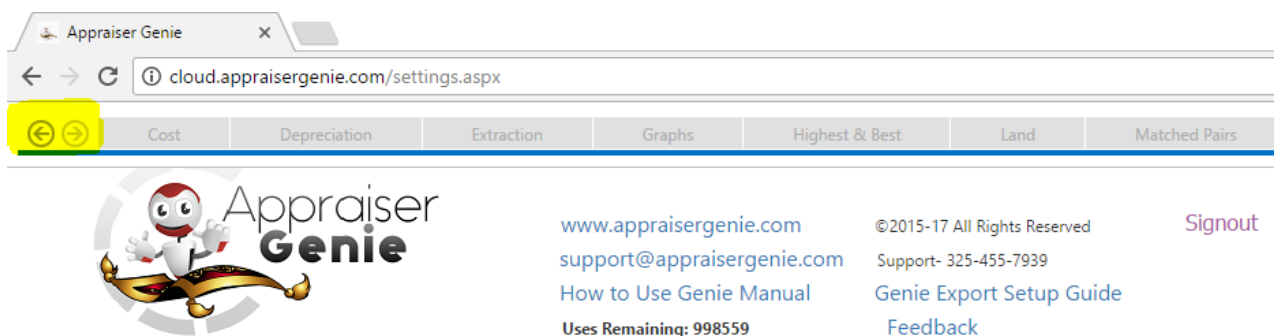 Appraiser Genie
cloud.appraisergenie.com/settings.aspx
Cost Depreciation Extraction Graphs Highest & Best Land Matched Pairs
Appraiser
Genie
www.appraisergenie.com ©2015-17 All Rights Reserved Signout
support@appraisergenie.com Support- 325-455-7939
How to Use Genie Manual Genie Export Setup Guide
Uses Remaining: 998559 Feedback